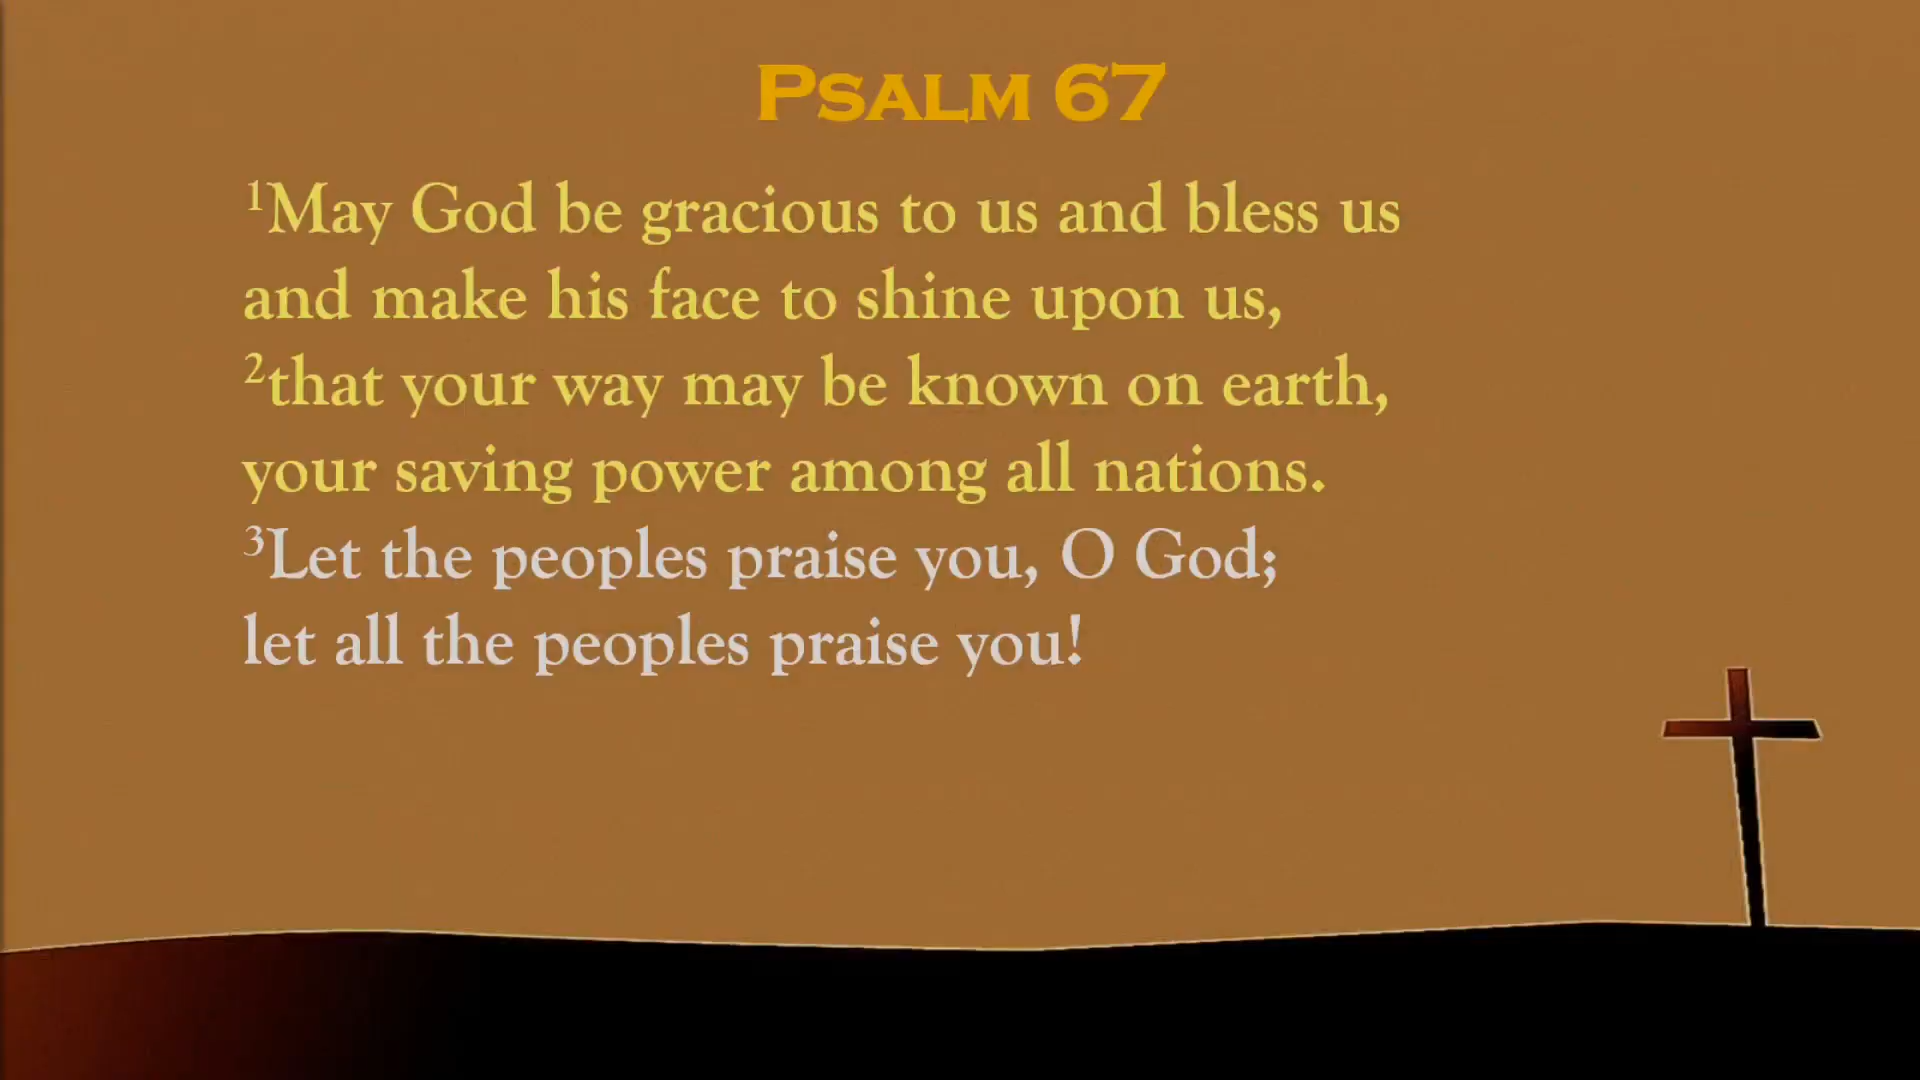 Psalm 67
¹May God be gracious to us and bless us
and make his face to shine upon us,
²that your way may be known on earth,
your saving power among all nations.
³Let the peoples praise you, O God;
let all the peoples praise you!